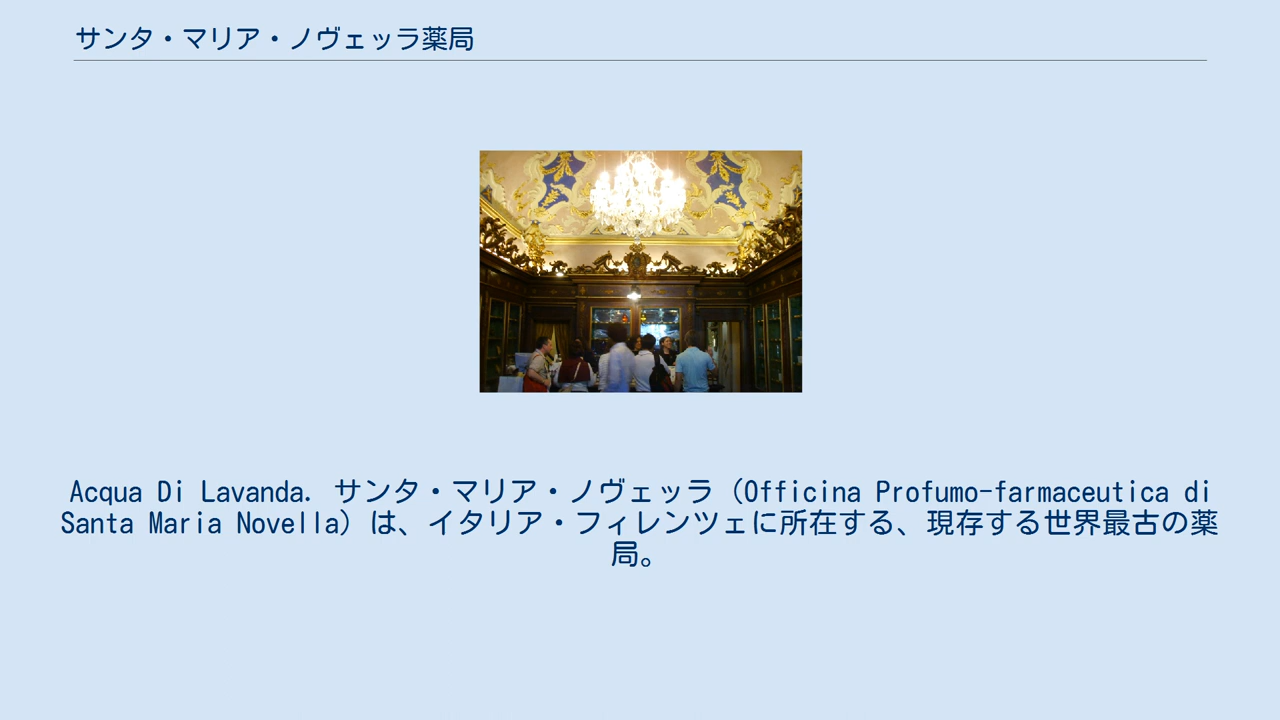 サンタ・マリア・ノヴェッラ薬局
Acqua Di Lavanda. サンタ・マリア・ノヴェッラ (Officina Profumo-farmaceutica di
Santa Maria Novella) は、イタリア・フィレンツェに所在する、現存する世界最古の薬
局。